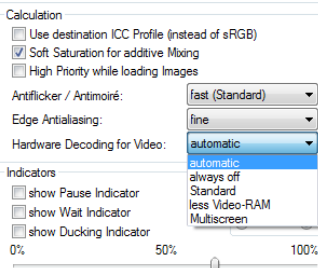 Calculation
Use destination ICC Profile (instead of sRGB)
Soft Saturation for additive Mixing
High Priority while loading Images
Antiflicker / Antimoiré: fast (Standard)
Edge Antialiasing: fine
Hardware Decoding for Video: automatic
automatic
always off
Standard
less Video-RAM
Multiscreen
Indicators
show Pause Indicator
show Wait Indicator
show Ducking Indicator
0% 50% 100%